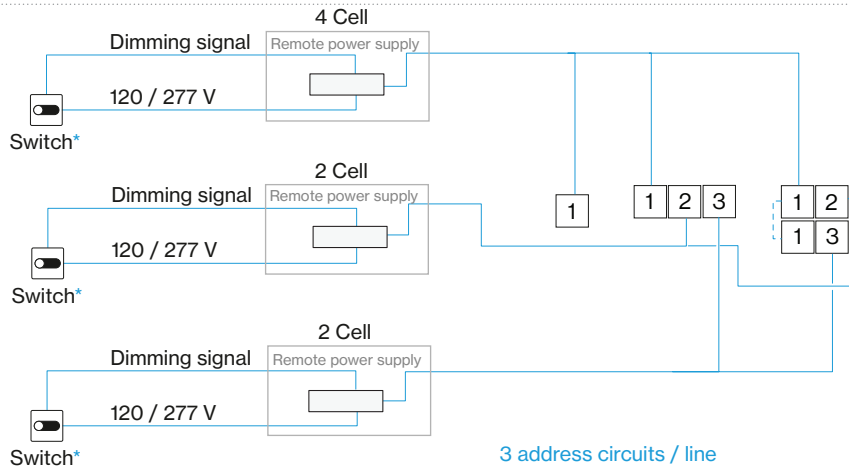 4 Cell
Dimming signal
Remote power supply
120 / 277 V
Switch*
2 Cell
Dimming signal
Remote power supply
120 / 277 V
Switch*
1
1 2 3
1 2
1 3
2 Cell
Dimming signal
Remote power supply
120 / 277 V
Switch*
3 address circuits / line